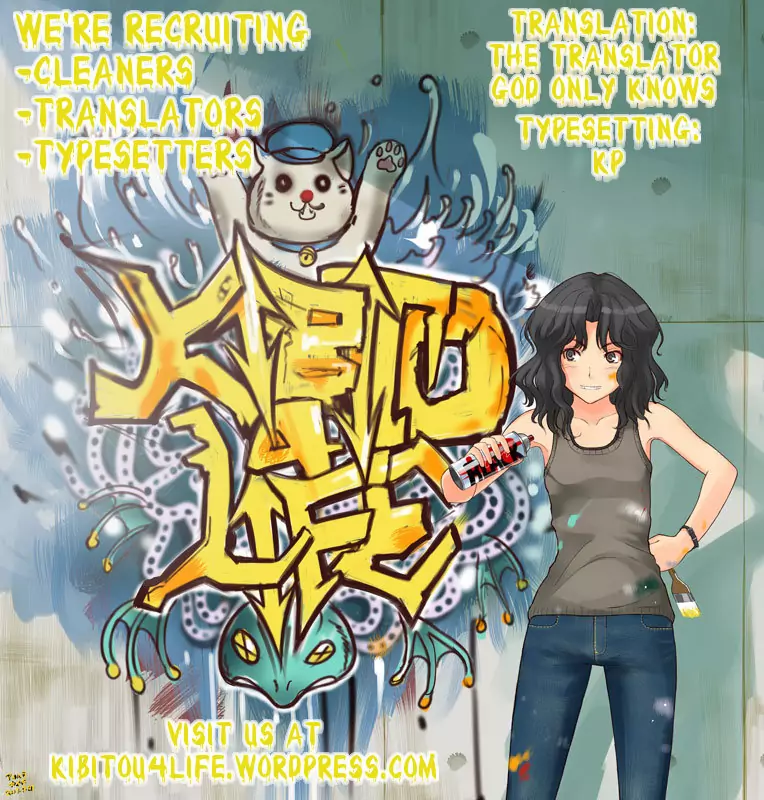 WE'RE RECRUITING
-CLEANERS
-TRANSLATORS
-TYPESETTERS
TRANSLATION:
THE TRANSLATOR
GOD ONLY KNOWS
TYPESETTING:
KP
KIBITOU
4
LIFE
BLACK
VISIT US AT
KIBITOU4LIFE.WORDPRESS.COM